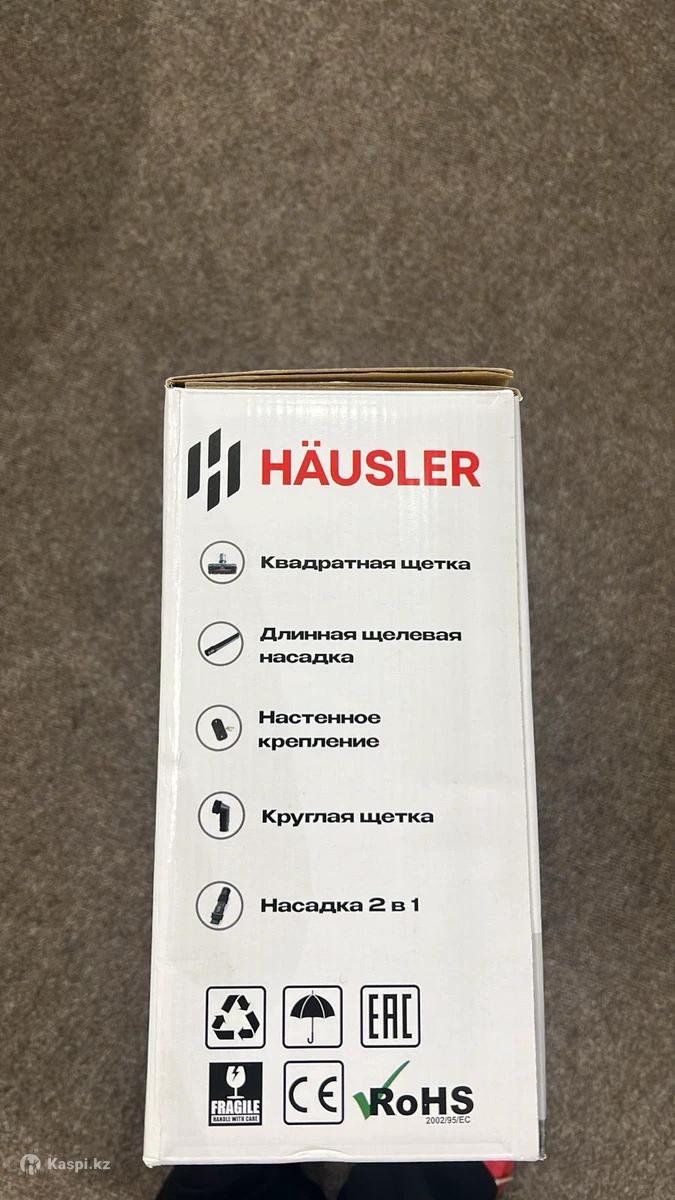 HÄUSLER
Квадратная щетка
Длинная щелевая
насадка
Настенное
крепление
Круглая щетка
Насадка 2 в 1
EAC
FRAGILE
HANDLE WITH CARE
CE
RoHS
2002/95/EC
Kaspi.kz